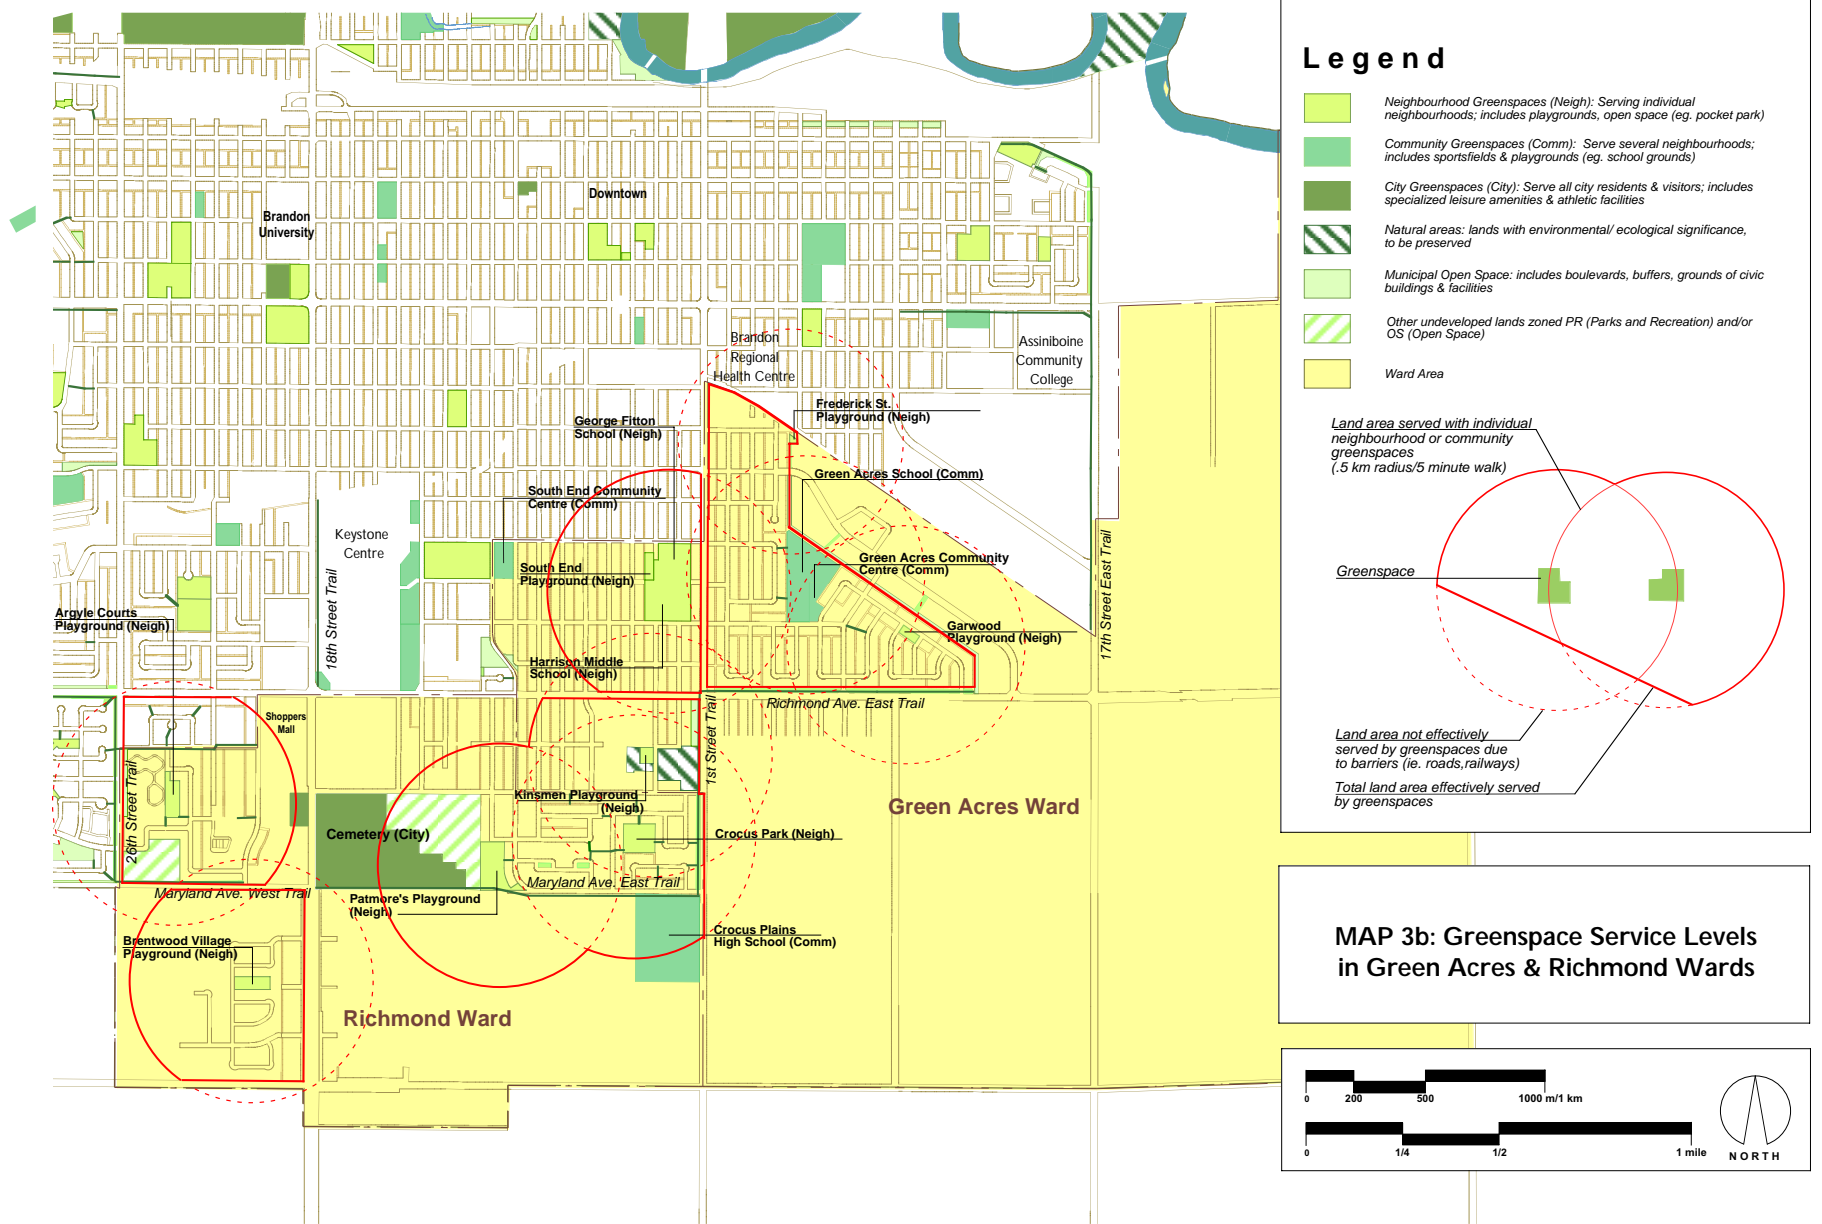 Legend
Neighbourhood Greenspaces (Neigh): Serving individual
neighbourhoods; includes playgrounds, open space (eg. pocket park)
Community Greenspaces (Comm): Serve several neighbourhoods;
includes sportsfields & playgrounds (eg. school grounds)
City Greenspaces (City): Serve all city residents & visitors; includes
specialized leisure amenities & athletic facilities
Natural areas: lands with environmental/ ecological significance,
to be preserved
Municipal Open Space: includes boulevards, buffers, grounds of civic
buildings & facilities
Other undeveloped lands zoned PR (Parks and Recreation) and/or
OS (Open Space)
Ward Area
Land area served with individual
neighbourhood or community
greenspaces
(.5 km radius/5 minute walk)
Greenspace
Land area not effectively
served by greenspaces due
to barriers (ie. roads,railways)
Total land area effectively served
by greenspaces
MAP 3b: Greenspace Service Levels
in Green Acres & Richmond Wards
0 200 500 1000 m/1 km
0 1/4 1/2 1 mile
NORTH
Downtown
Brandon
University
Brandon
Regional
Health Centre
Assiniboine
Community
College
Frederick St.
Playground (Neigh)
George Fitton
School (Neigh)
Green Acres School (Comm)
South End Community
Centre (Comm)
Keystone
Centre
Green Acres Community
Centre (Comm)
South End
Playground (Neigh)
17th Street East Trail
18th Street Trail
Argyle Courts
Playground (Neigh)
Garwood
Playground (Neigh)
Harrison Middle
School (Neigh)
Richmond Ave. East Trail
Shoppers
Mall
1st Street Trail
26th Street Trail
Kinsmen Playground
(Neigh)
Green Acres Ward
Cemetery (City)
Crocus Park (Neigh)
Maryland Ave. East Trail
Maryland Ave. West Trail
Patmore's Playground
(Neigh)
Crocus Plains
High School (Comm)
Brentwood Village
Playground (Neigh)
Richmond Ward